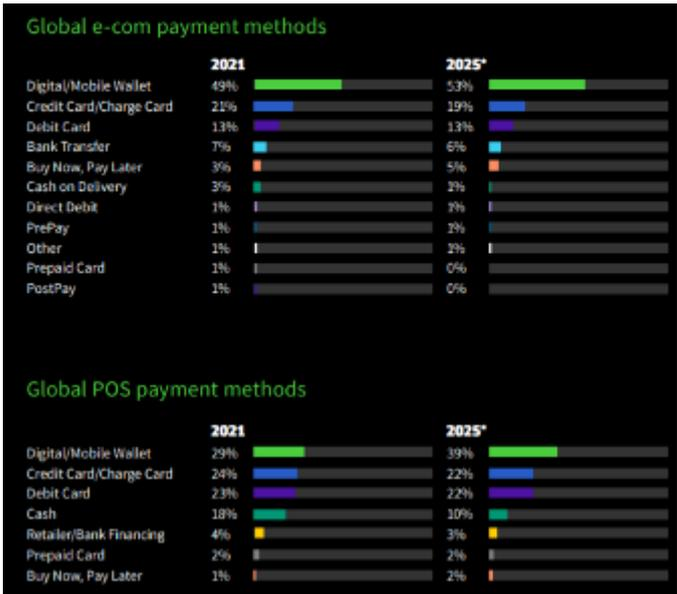 Global e-com payment methods
2021 2025*
Digital/Mobile Wallet 49% 53%
Credit Card/Charge Card 21% 19%
Debit Card 13% 13%
Bank Transfer 7% 6%
Buy Now, Pay Later 3% 5%
Cash on Delivery 3% 1%
Direct Debit 1% 1%
PrePay 1% 1%
Other 1% 1%
Prepaid Card 1% 0%
PostPay 1% 0%
Global POS payment methods
2021 2025*
Digital/Mobile Wallet 29% 39%
Credit Card/Charge Card 24% 22%
Debit Card 23% 22%
Cash 18% 10%
Retailer/Bank Financing 4% 3%
Prepaid Card 2% 2%
Buy Now, Pay Later 1% 2%